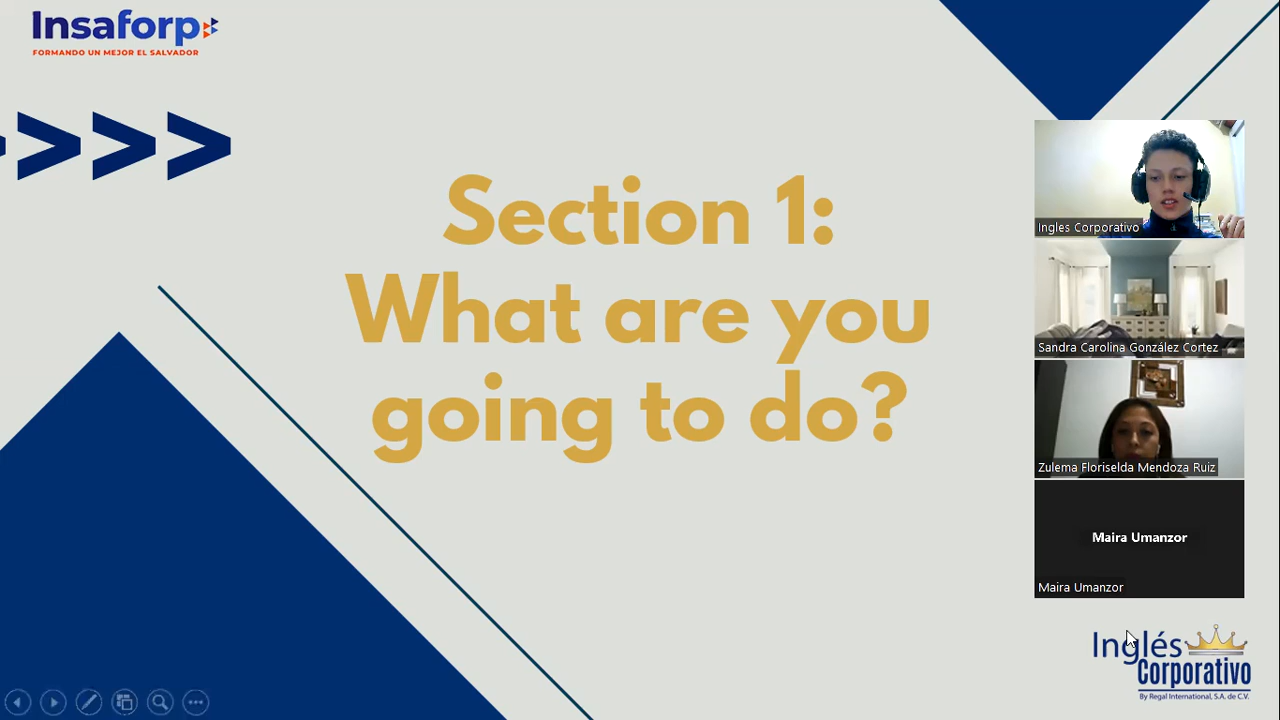 Insaforp
FORMANDO UN MEJOR EL SALVADOR
>>>>
Section 1:
What are you
going to do?
Ingles Corporativo
Sandra Carolina González Cortez
Zulema Floriselda Mendoza Ruiz
Maira Umanzor
Maira Umanzor
Inglés
Corporativo
By Regal International, S.A. de C.V.